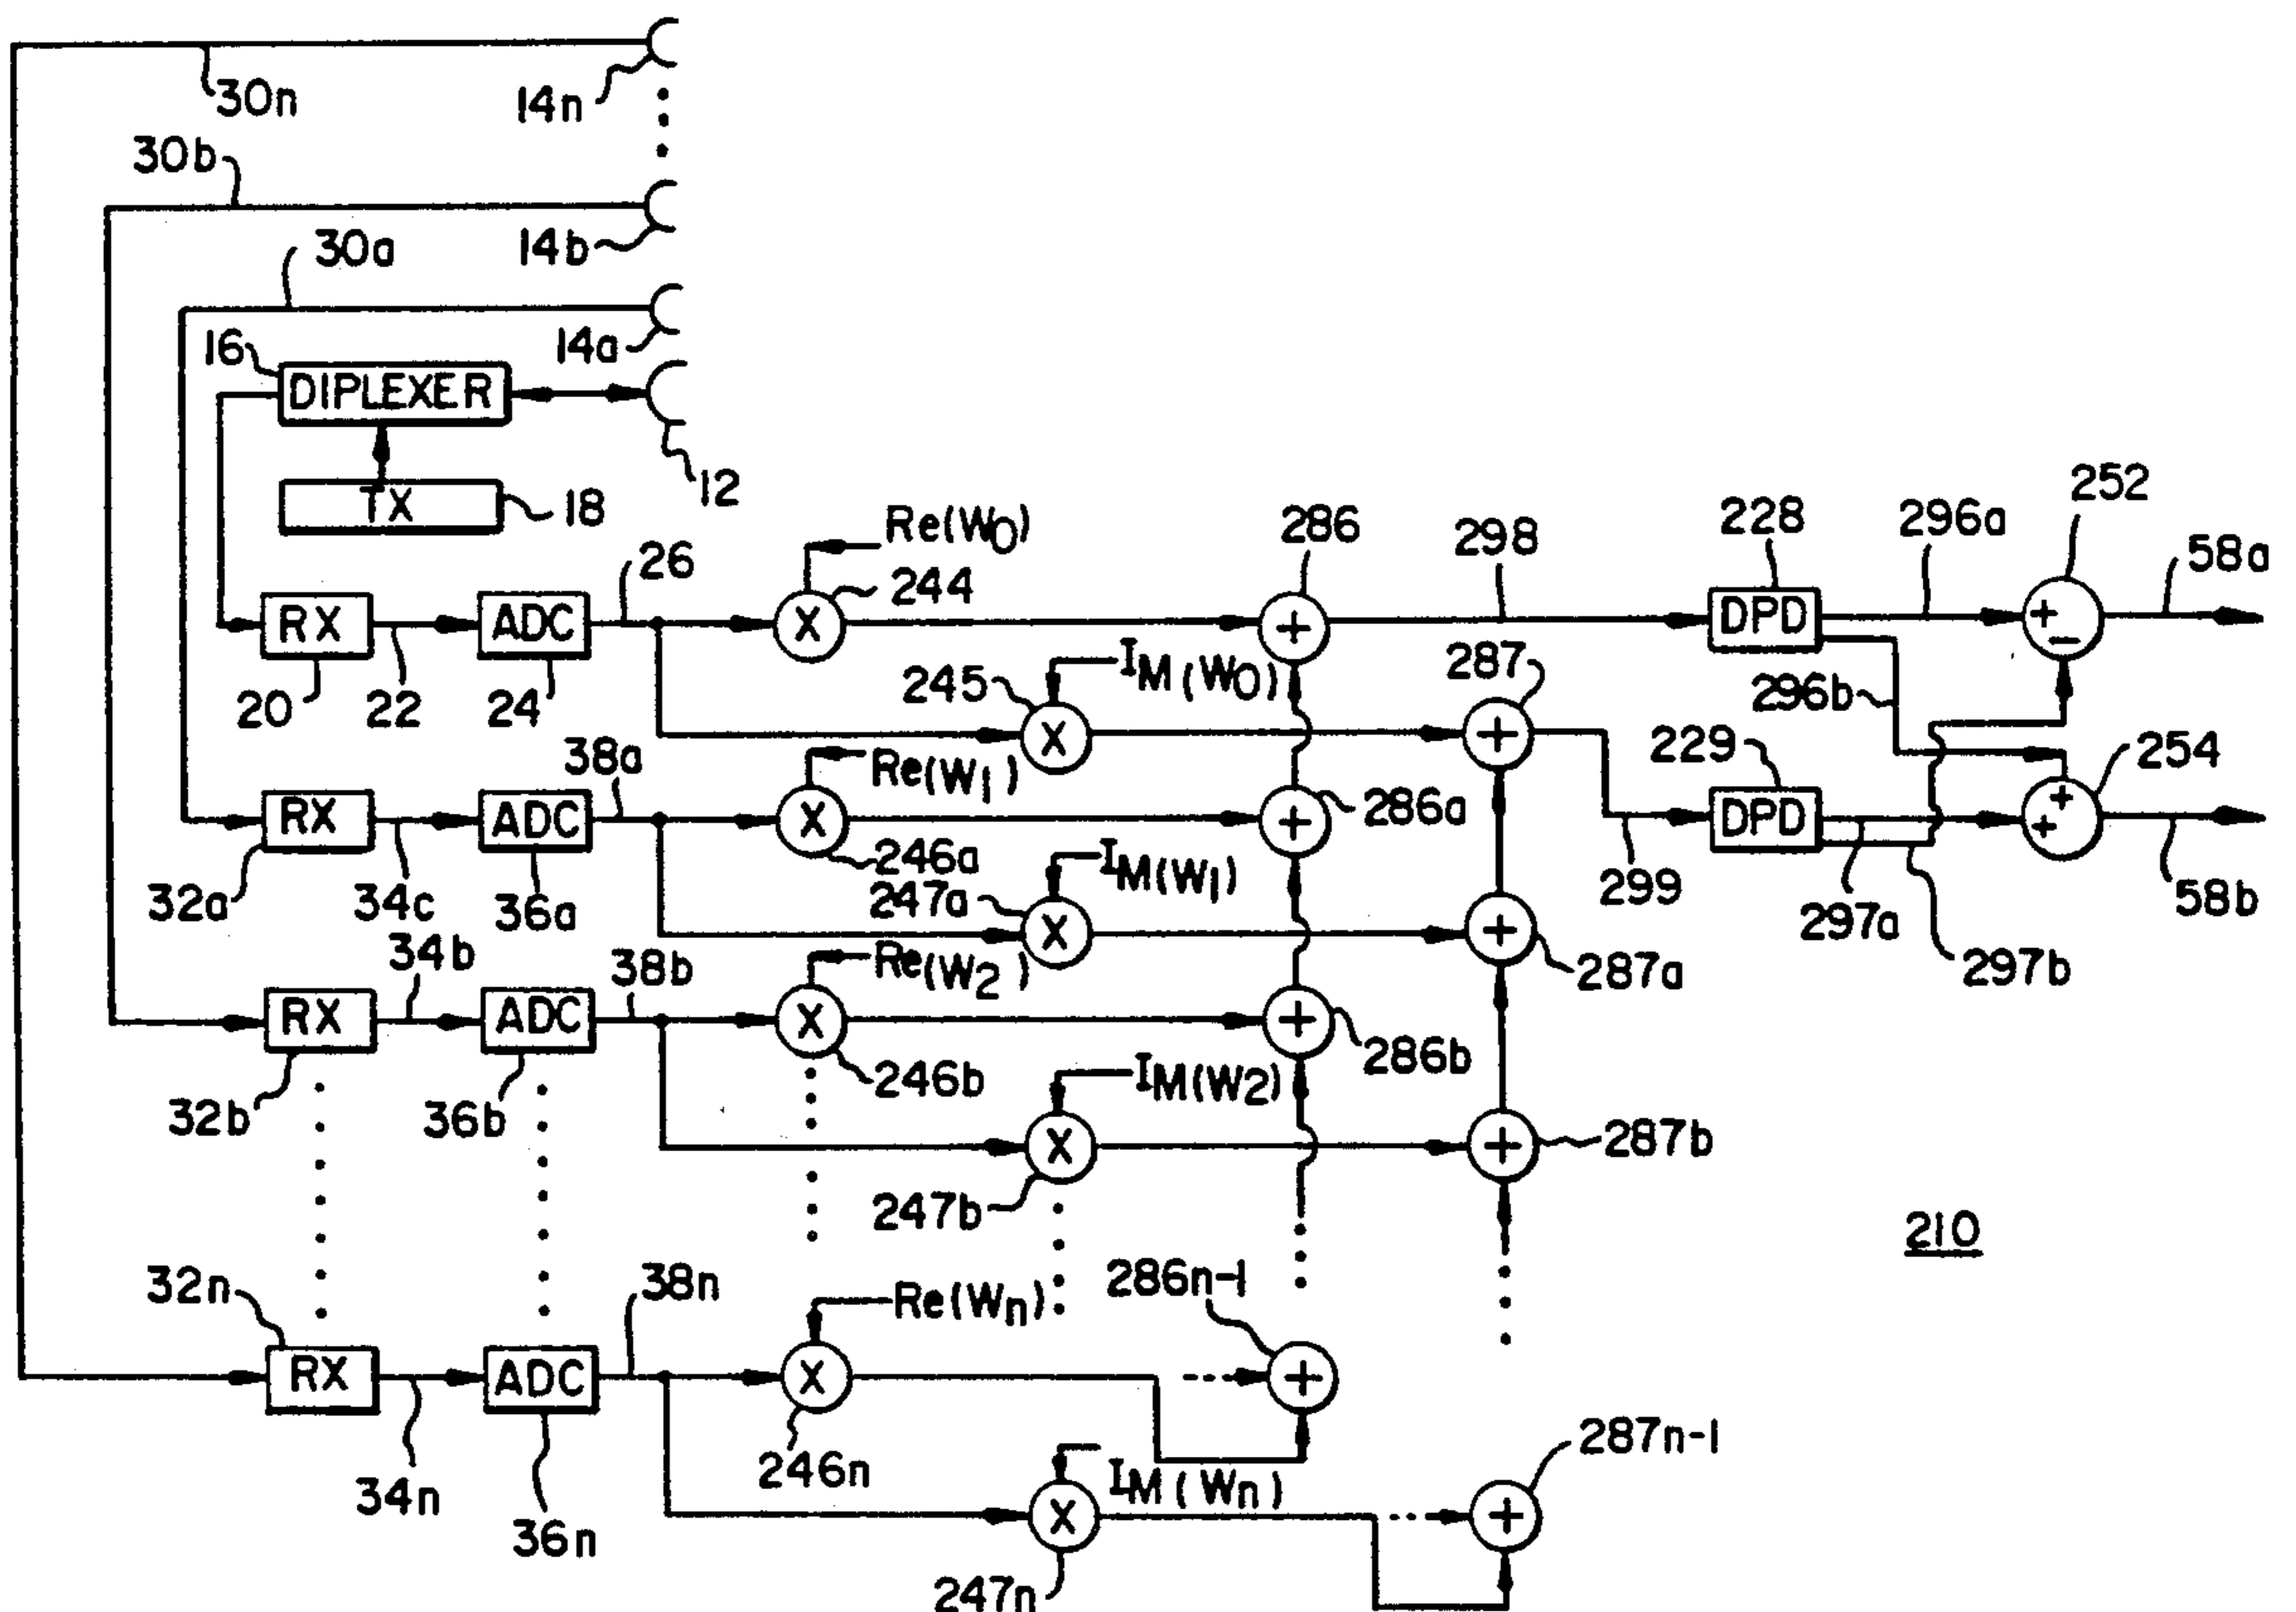 30n
14n
30b
14b
30a
14a
16
DIPLEXER
12
TX
18
Re(W0)
26
244
286
298
228
296a
252
58a
RX
ADC
X
+
DPD
+
−
20
22
24
245
IM(W0)
287
296b
X
+
38a
Re(W1)
229
254
RX
ADC
X
+
286a
DPD
+
+
32a
34c
36a
246a
IM(W1)
299
297a
58b
247a
X
+
287a
297b
34b
38b
Re(W2)
RX
ADC
X
+
286b
32b
36b
246b
IM(W2)
X
+
287b
247b
210
32n
38n
Re(Wn)
286n-1
RX
ADC
X
+
34n
36n
246n
IM(Wn)
287n-1
X
+
247n